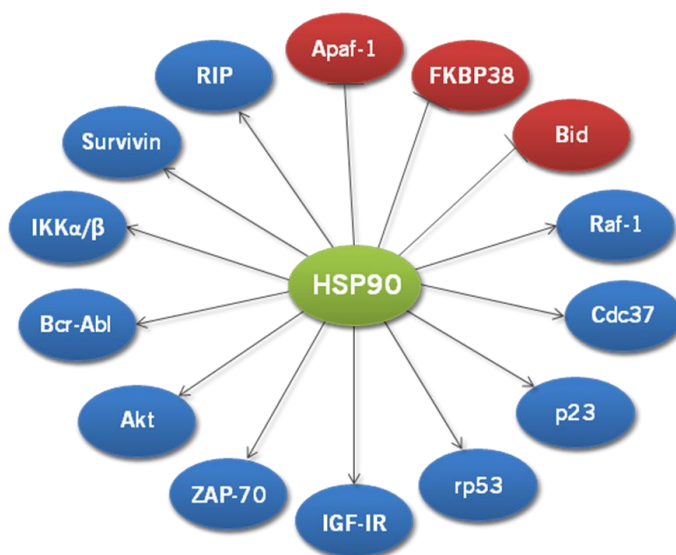 Apaf-1
RIP
FKBP38
Bid
Survivin
IKKα/β
Raf-1
HSP90
Cdc37
Bcr-Abl
Akt
p23
ZAP-70
rp53
IGF-IR